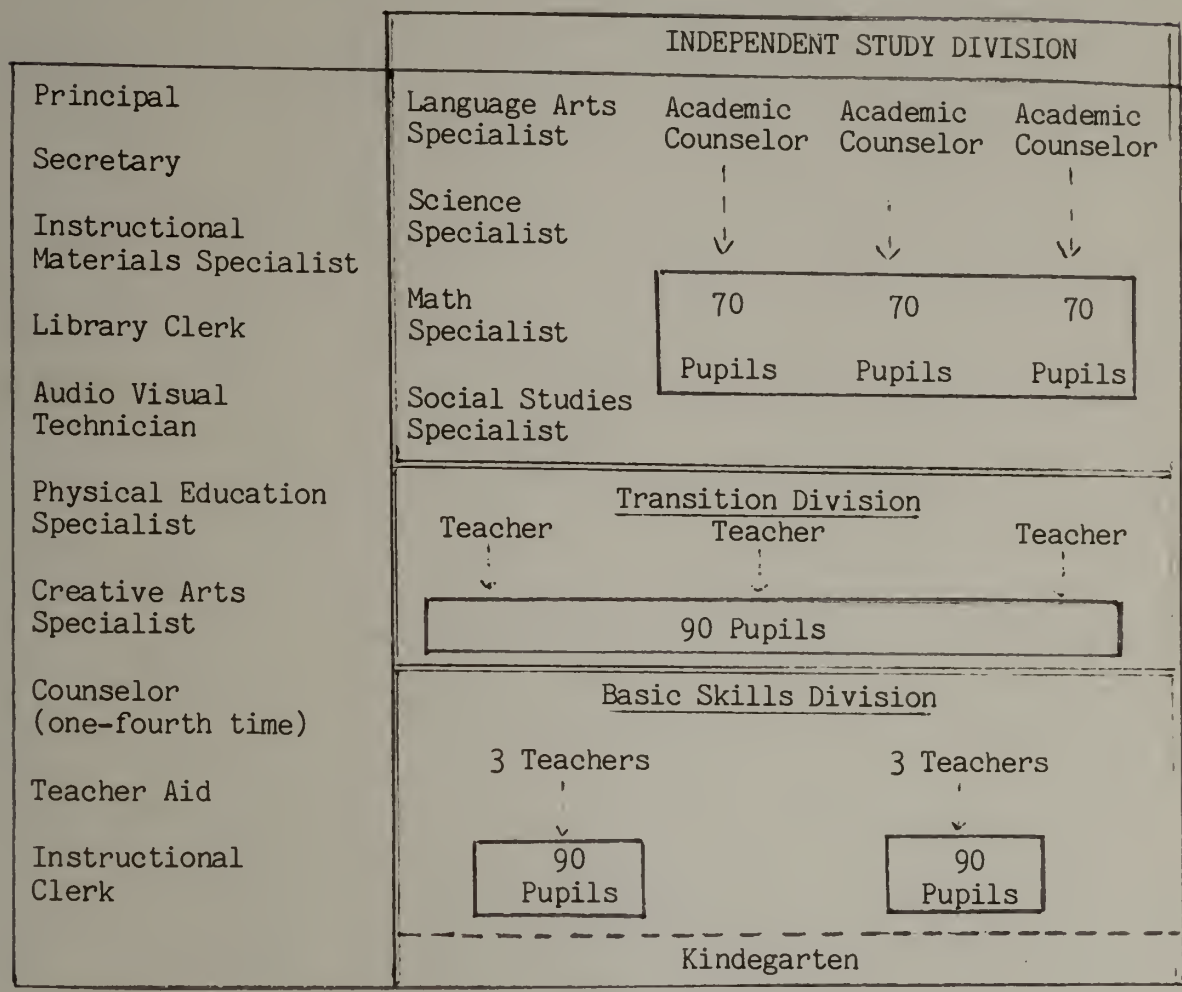 INDEPENDENT STUDY DIVISION
Principal
Secretary
Instructional
Materials Specialist
Library Clerk
Audio Visual
Technician
Physical Education
Specialist
Creative Arts
Specialist
Counselor
(one-fourth time)
Teacher Aid
Instructional
Clerk
Language Arts
Specialist
Science
Specialist
Math
Specialist
Social Studies
Specialist
Academic Academic Academic
Counselor Counselor Counselor
70 70 70
Pupils Pupils Pupils
Transition Division
Teacher Teacher Teacher
90 Pupils
Basic Skills Division
3 Teachers 3 Teachers
90 90
Pupils Pupils
Kindegarten